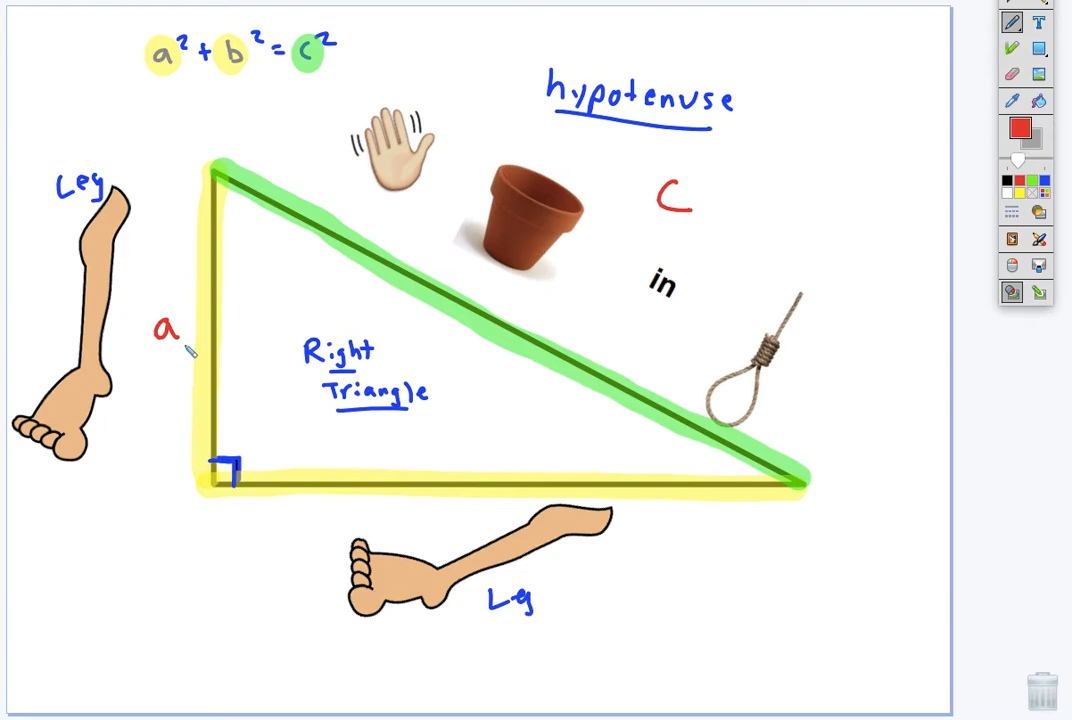 a² + b² = c²
hypotenuse
Leg
C
in
a
Right
Triangle
Leg
T